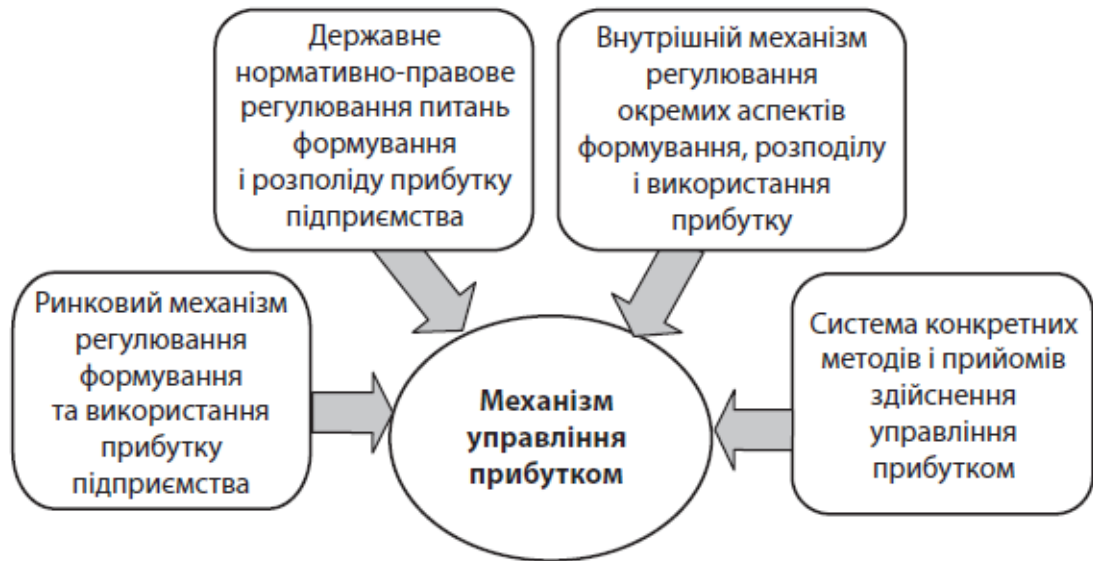 Державне
нормативно-правове
регулювання питань
формування
і розполіду прибутку
підприємства
Внутрішній механізм
регулювання
окремих аспектів
формування, розподілу
і використання
прибутку
Ринковий механізм
регулювання
формування
та використання
прибутку
підприємства
Механізм
управління
прибутком
Система конкретних
методів і прийомів
здійснення
управління
прибутком